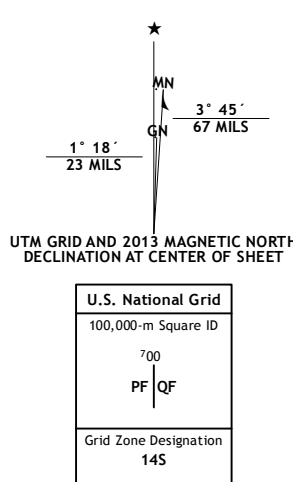 ★
MN
3° 45´
67 MILS
GN
1° 18´
23 MILS
UTM GRID AND 2013 MAGNETIC NORTH
DECLINATION AT CENTER OF SHEET
U.S. National Grid
100,000-m Square ID
⁷00
PF QF
Grid Zone Designation
14S